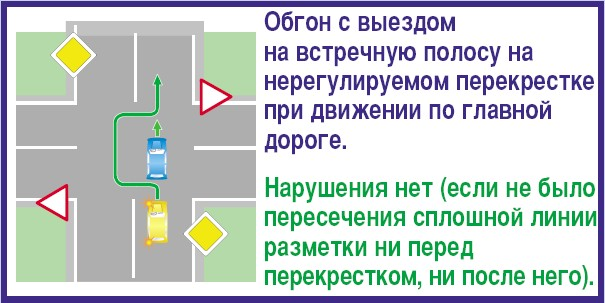 Обгон с выездом
на встречную полосу на
нерегулируемом перекрестке
при движении по главной
дороге.
Нарушения нет (если не было
пересечения сплошной линии
разметки ни перед
перекрестком, ни после него).